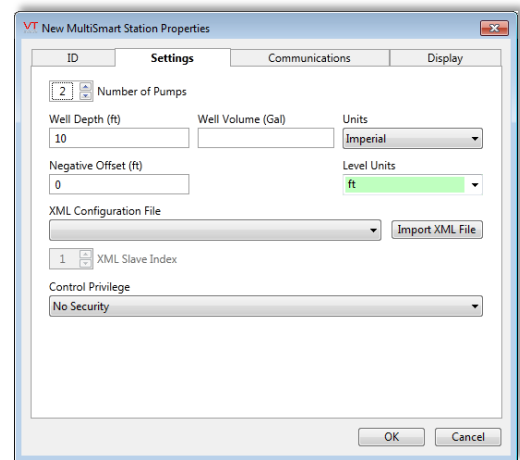 VT New MultiSmart Station Properties
ID Settings Communications Display
2 Number of Pumps
Well Depth (ft) Well Volume (Gal) Units
10 Imperial
Negative Offset (ft) Level Units
0 ft
XML Configuration File
Import XML File
1 XML Slave Index
Control Privilege
No Security
OK Cancel